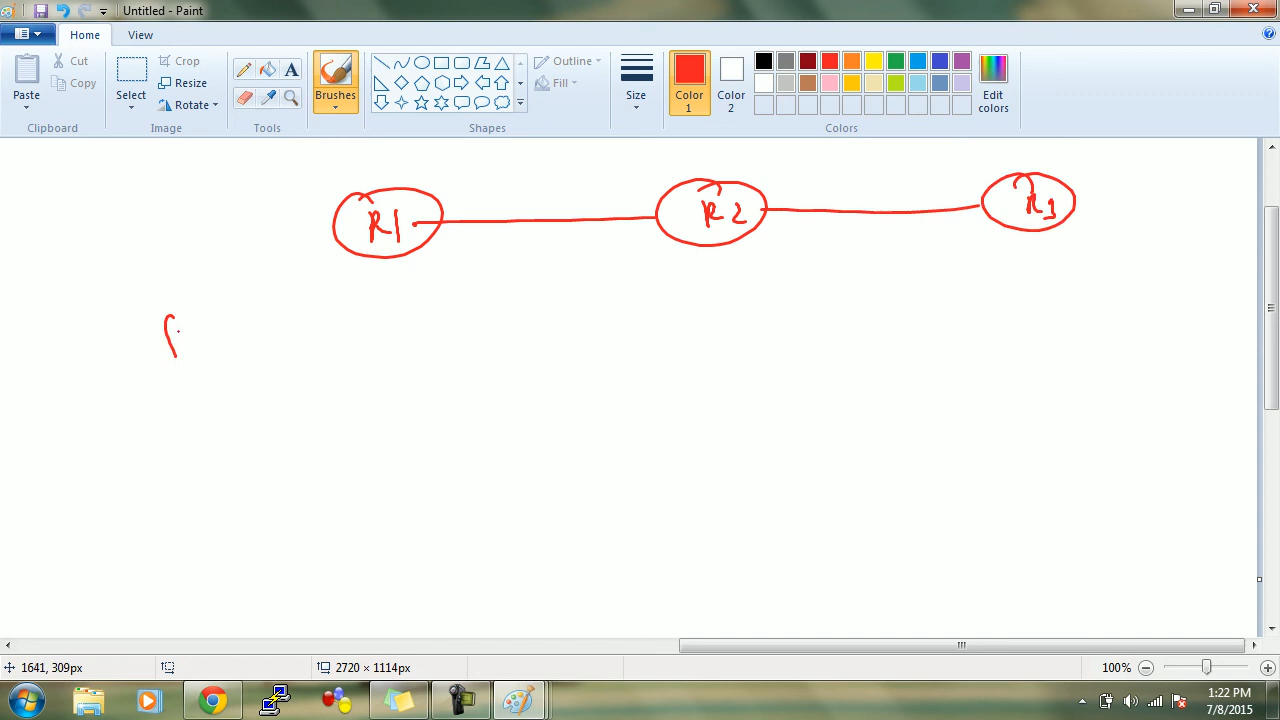 Untitled - Paint
Home View
Paste Cut Copy Select Crop Resize Rotate Brushes Outline Fill Size Color 1 Color 2 Edit colors
Clipboard Image Tools Shapes Colors
R1 R2 R3
1641, 309px 2720 × 1114px 100%
1:22 PM
7/8/2015